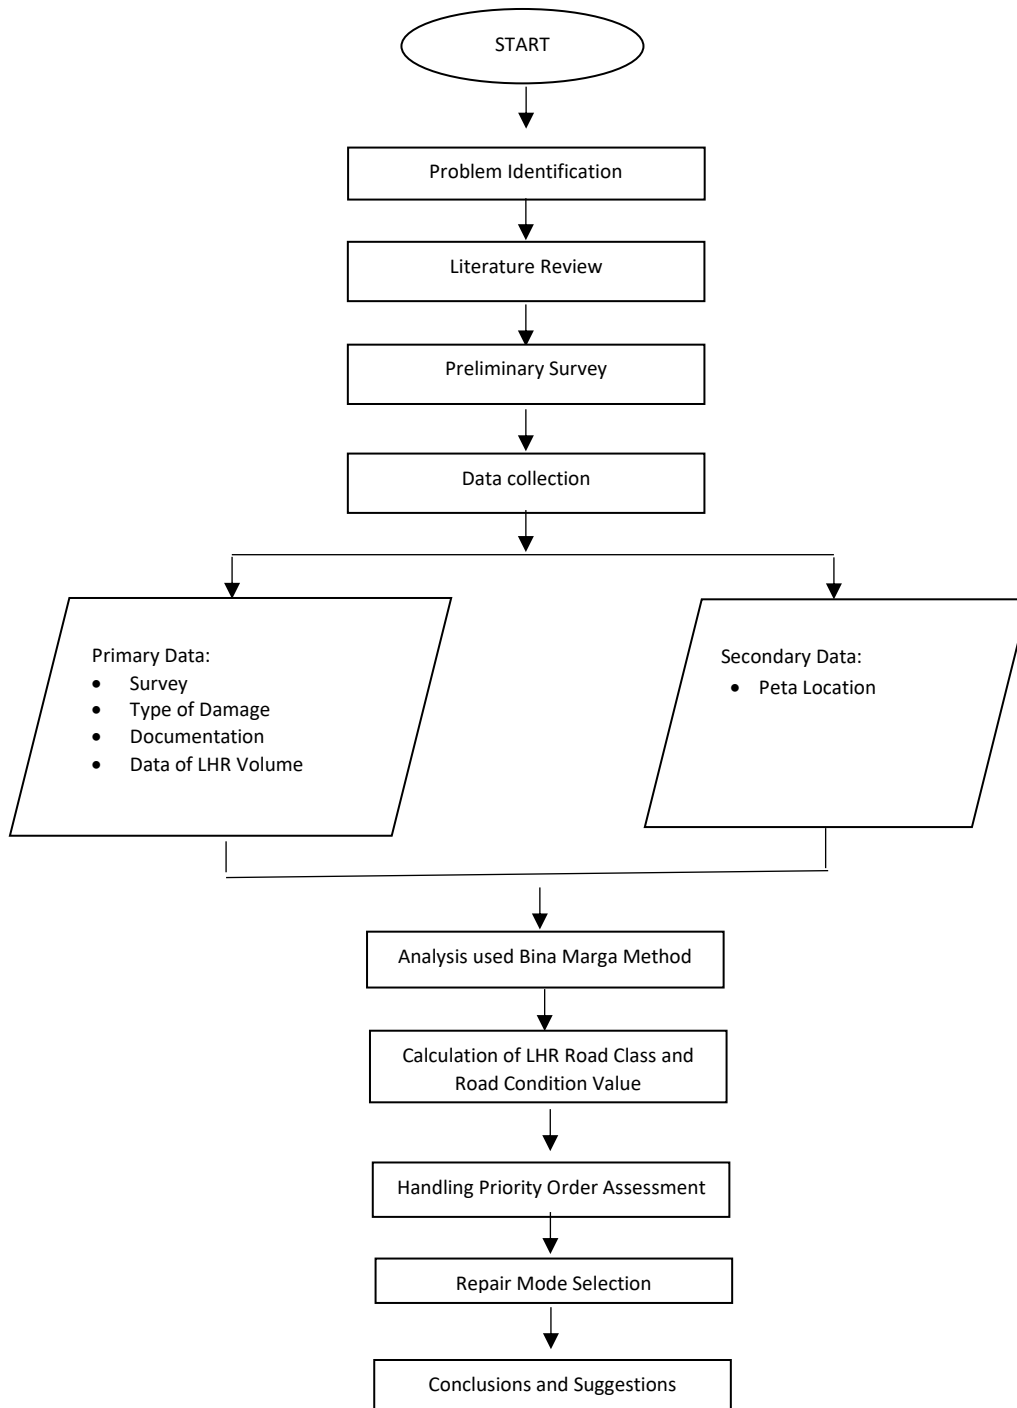 START
Problem Identification
Literature Review
Preliminary Survey
Data collection
Primary Data:
• Survey
• Type of Damage
• Documentation
• Data of LHR Volume
Secondary Data:
• Peta Location
Analysis used Bina Marga Method
Calculation of LHR Road Class and
Road Condition Value
Handling Priority Order Assessment
Repair Mode Selection
Conclusions and Suggestions